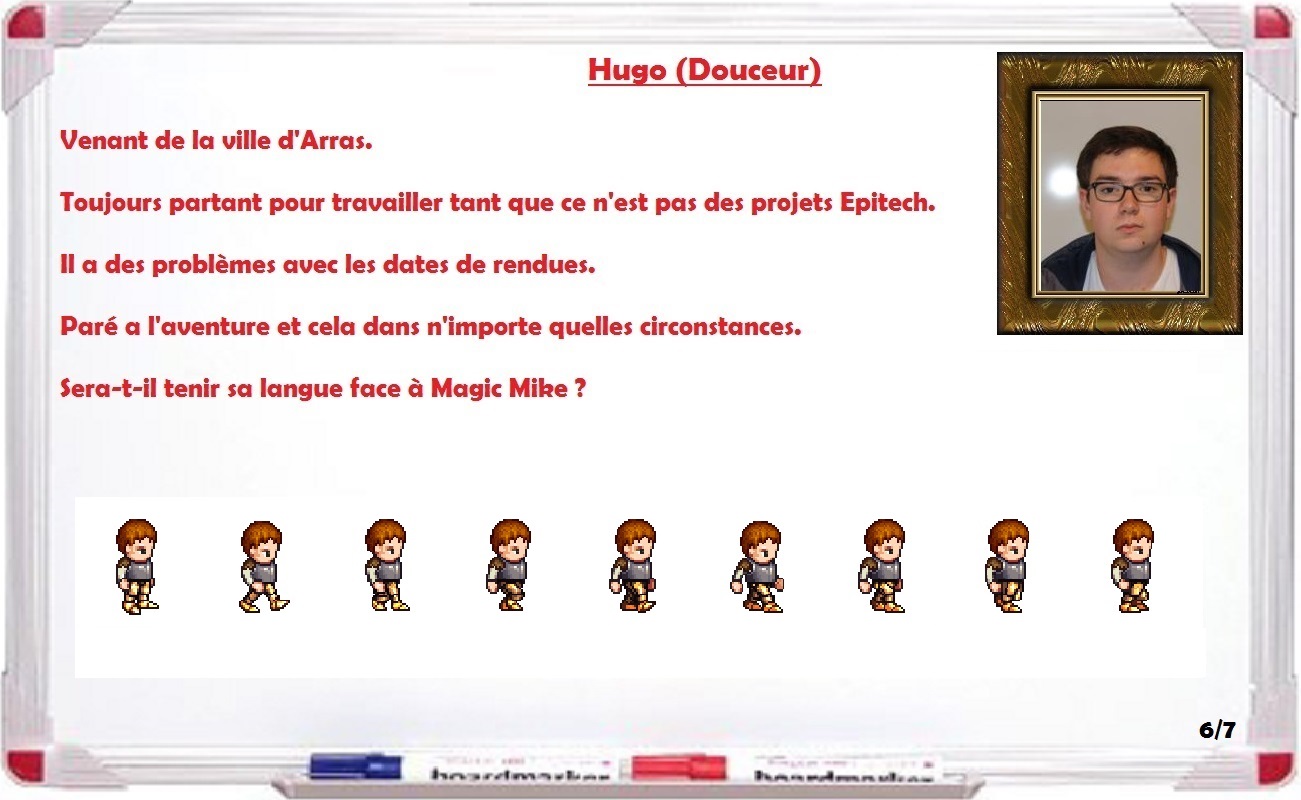 Hugo (Douceur)
Venant de la ville d'Arras.
Toujours partant pour travailler tant que ce n'est pas des projets Epitech.
Il a des problèmes avec les dates de rendues.
Paré a l'aventure et cela dans n'importe quelles circonstances.
Sera-t-il tenir sa langue face à Magic Mike ?
6/7
boardmarker boardmarker